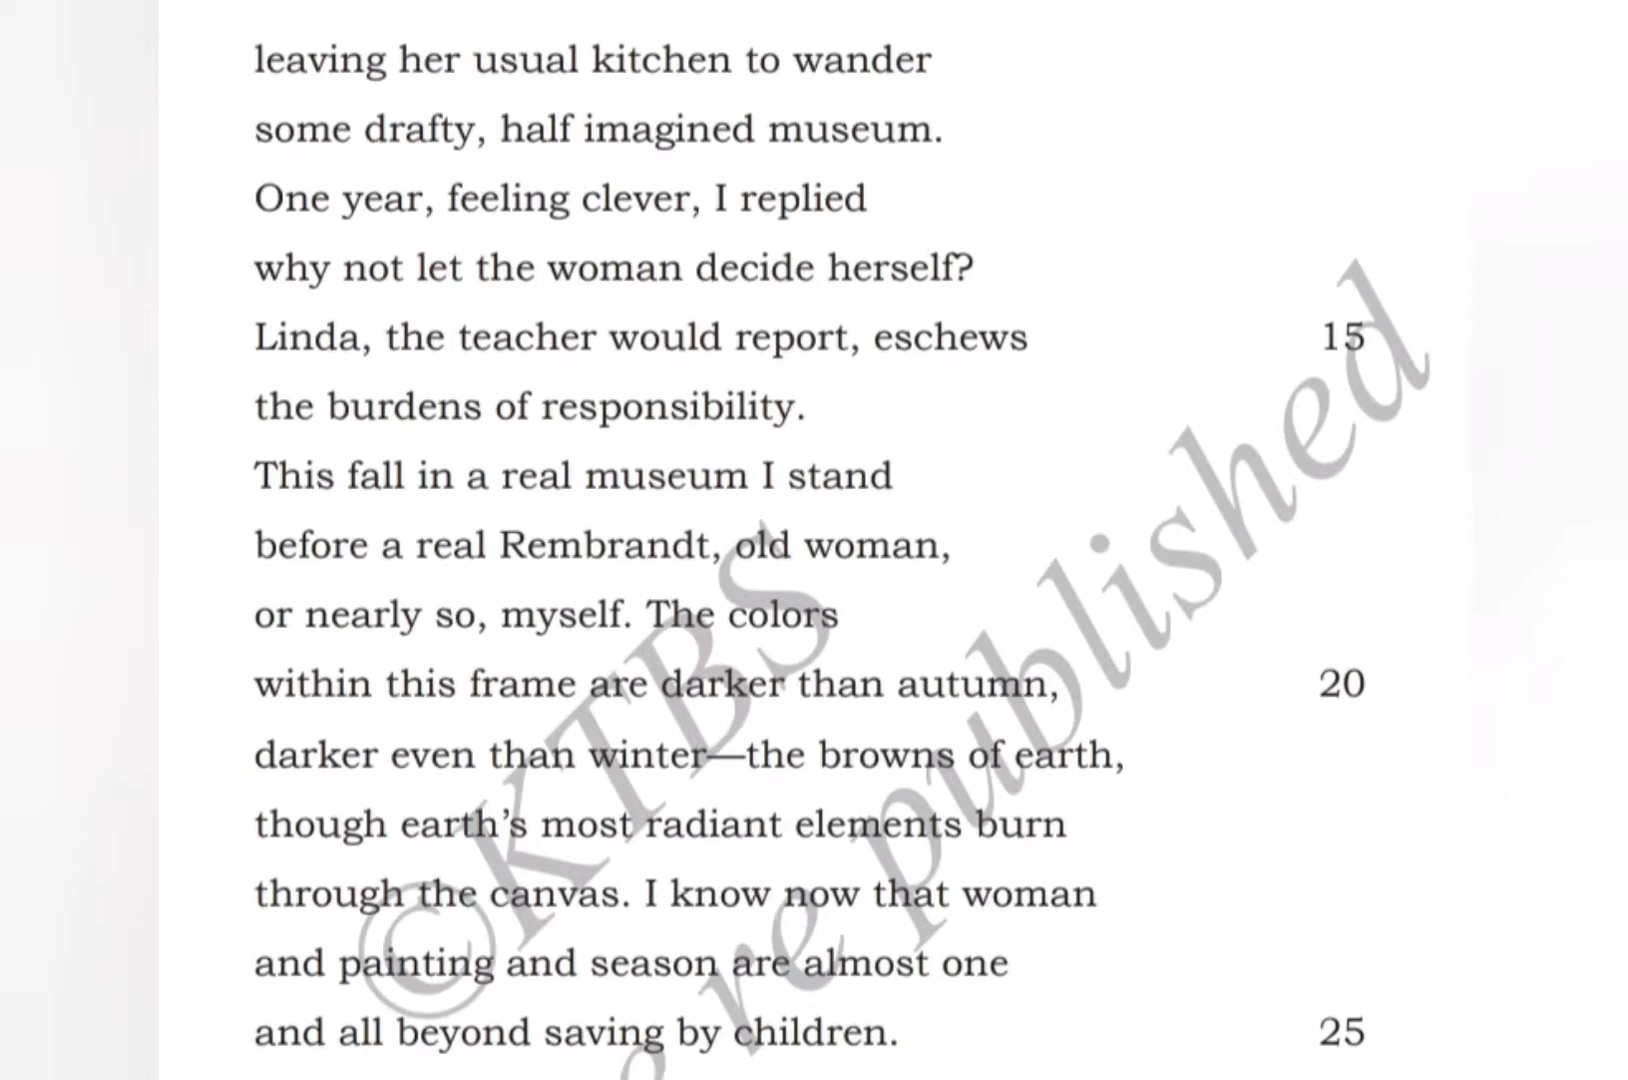 leaving her usual kitchen to wander
some drafty, half imagined museum.
One year, feeling clever, I replied
why not let the woman decide herself?
Linda, the teacher would report, eschews 15
the burdens of responsibility.
This fall in a real museum I stand
before a real Rembrandt, old woman,
or nearly so, myself. The colors
within this frame are darker than autumn, 20
darker even than winter—the browns of earth,
though earth's most radiant elements burn
through the canvas. I know now that woman
and painting and season are almost one
and all beyond saving by children. 25
©KTBS
re published